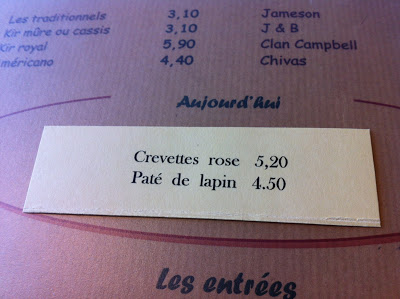 Les traditionnels 3,10 Jameson
Kir mûre ou cassis 3,10 J & B
Kir royal 5,90 Clan Campbell
méricano 4,40 Chivas
Aujourd'hui
Crevettes rose 5,20
Paté de lapin 4.50
Les entrées